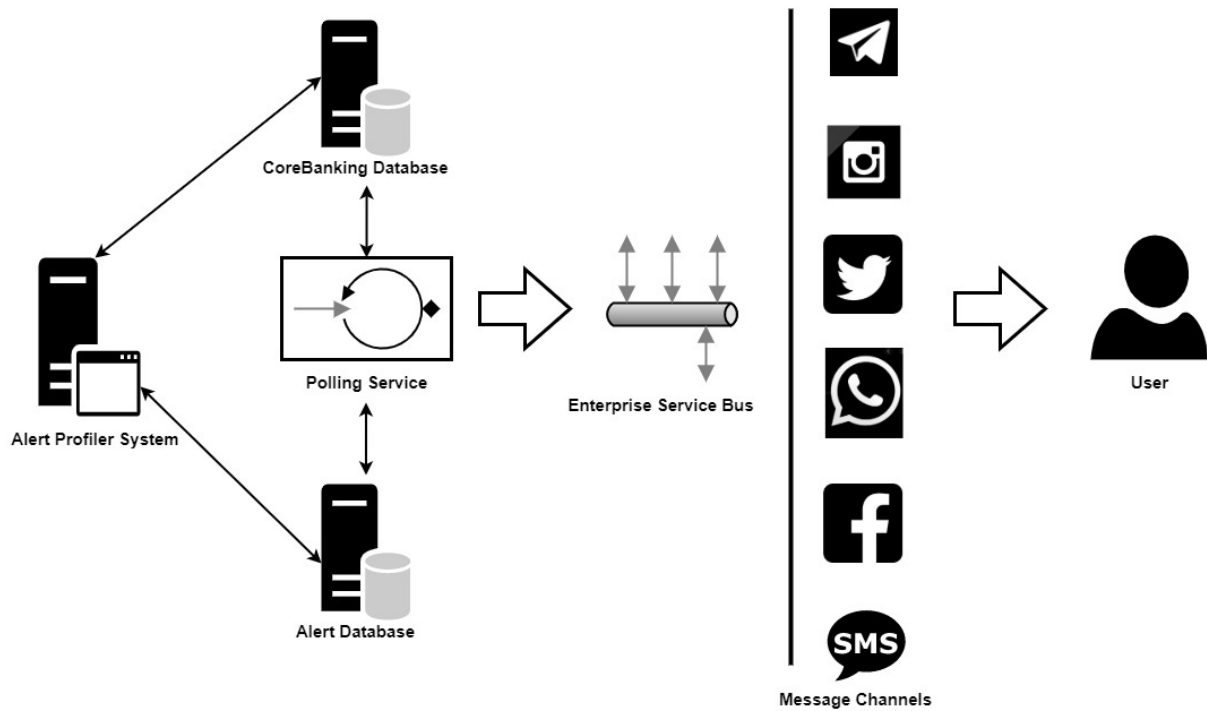 CoreBanking Database
Polling Service
Enterprise Service Bus
Alert Profiler System
Alert Database
SMS
Message Channels
User